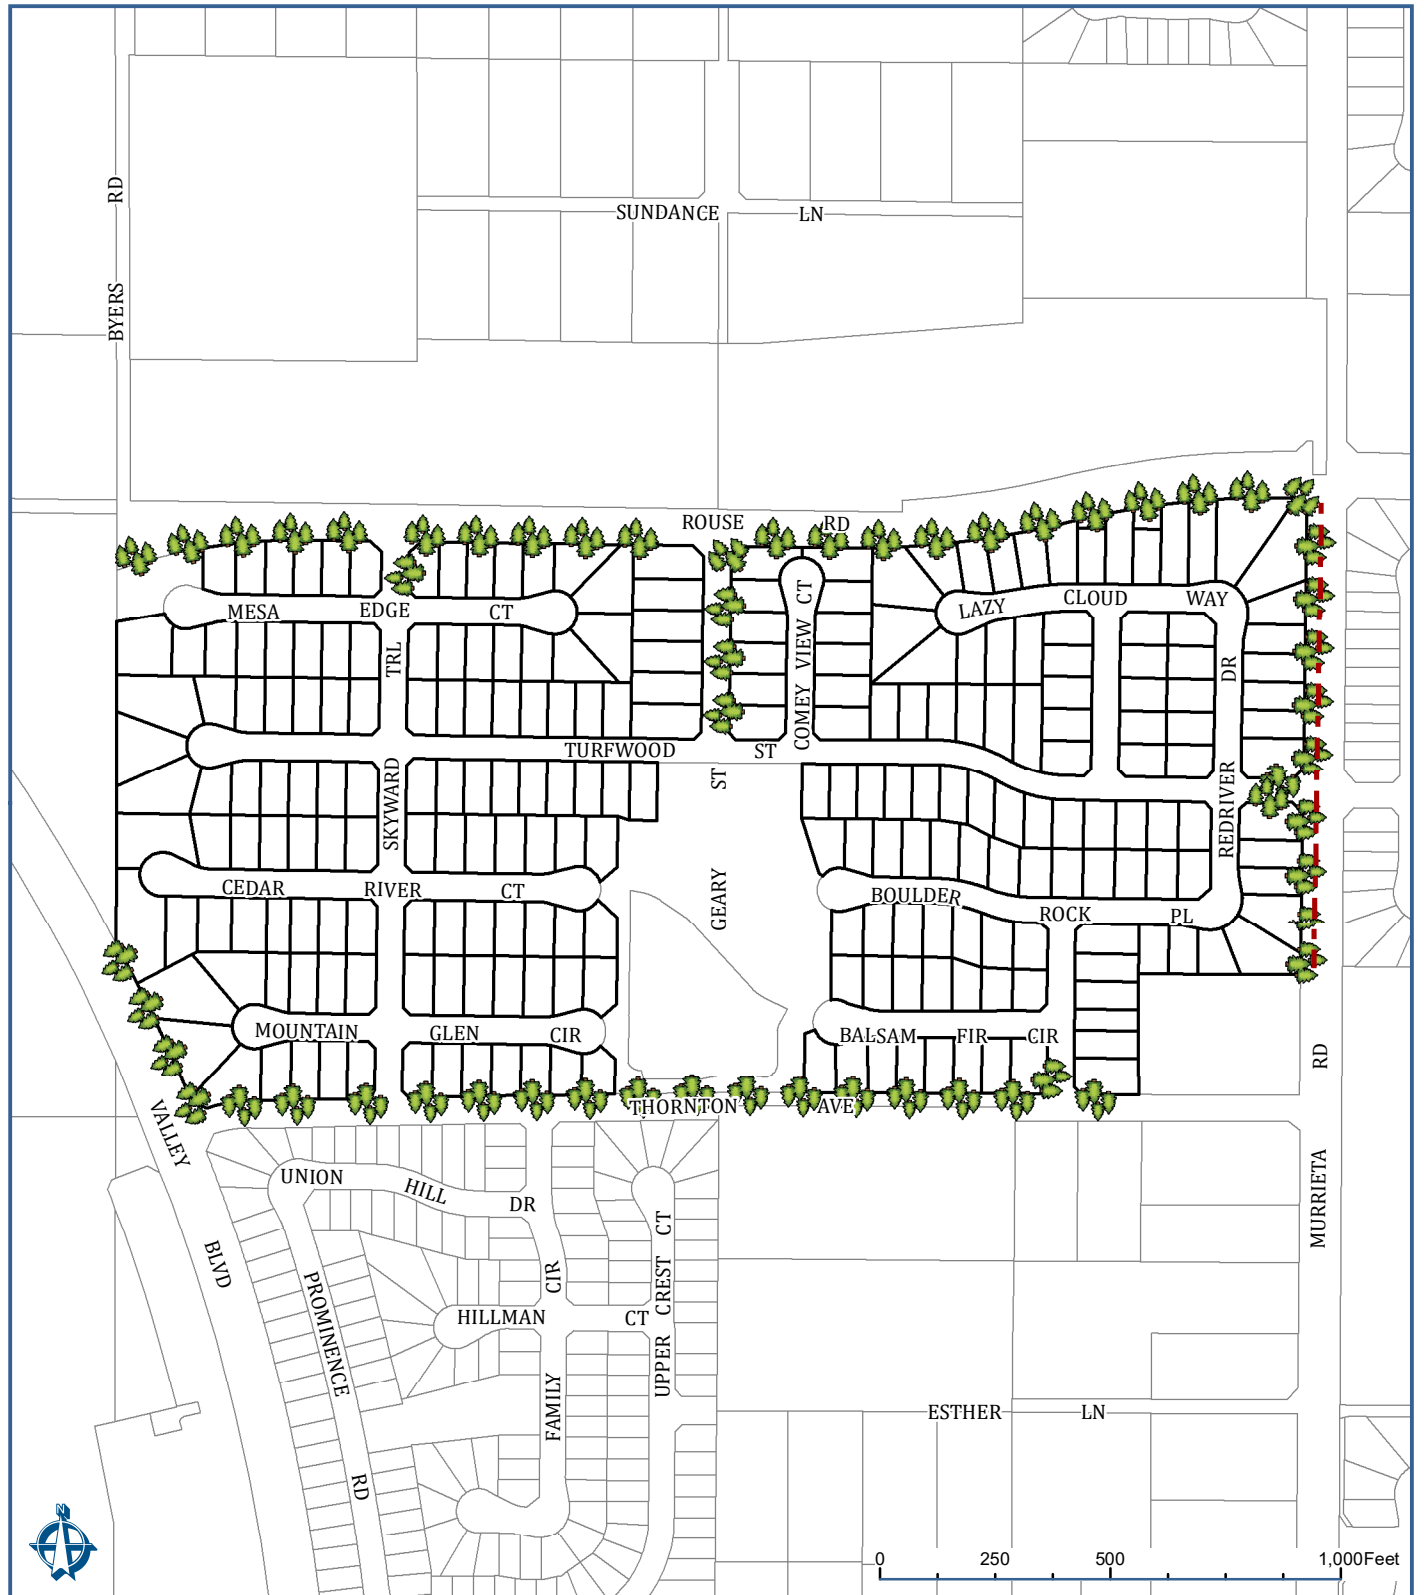 BYERS RD
SUNDANCE LN
ROUSE RD
MESA EDGE CT
SKYWARD TRL
COMEY VIEW CT
LAZY CLOUD WAY
REDRIVER DR
TURFWOOD ST
GEARY ST
CEDAR RIVER CT
BOULDER ROCK PL
MOUNTAIN GLEN CIR
BALSAM FIR CIR
THORNTON AVE
VALLEY BLVD
MURRIETA RD
UNION HILL DR
PROMINENCE RD
HILLMAN CT
FAMILY CIR
UPPER CREST CT
ESTHER LN
N
0 250 500 1,000Feet